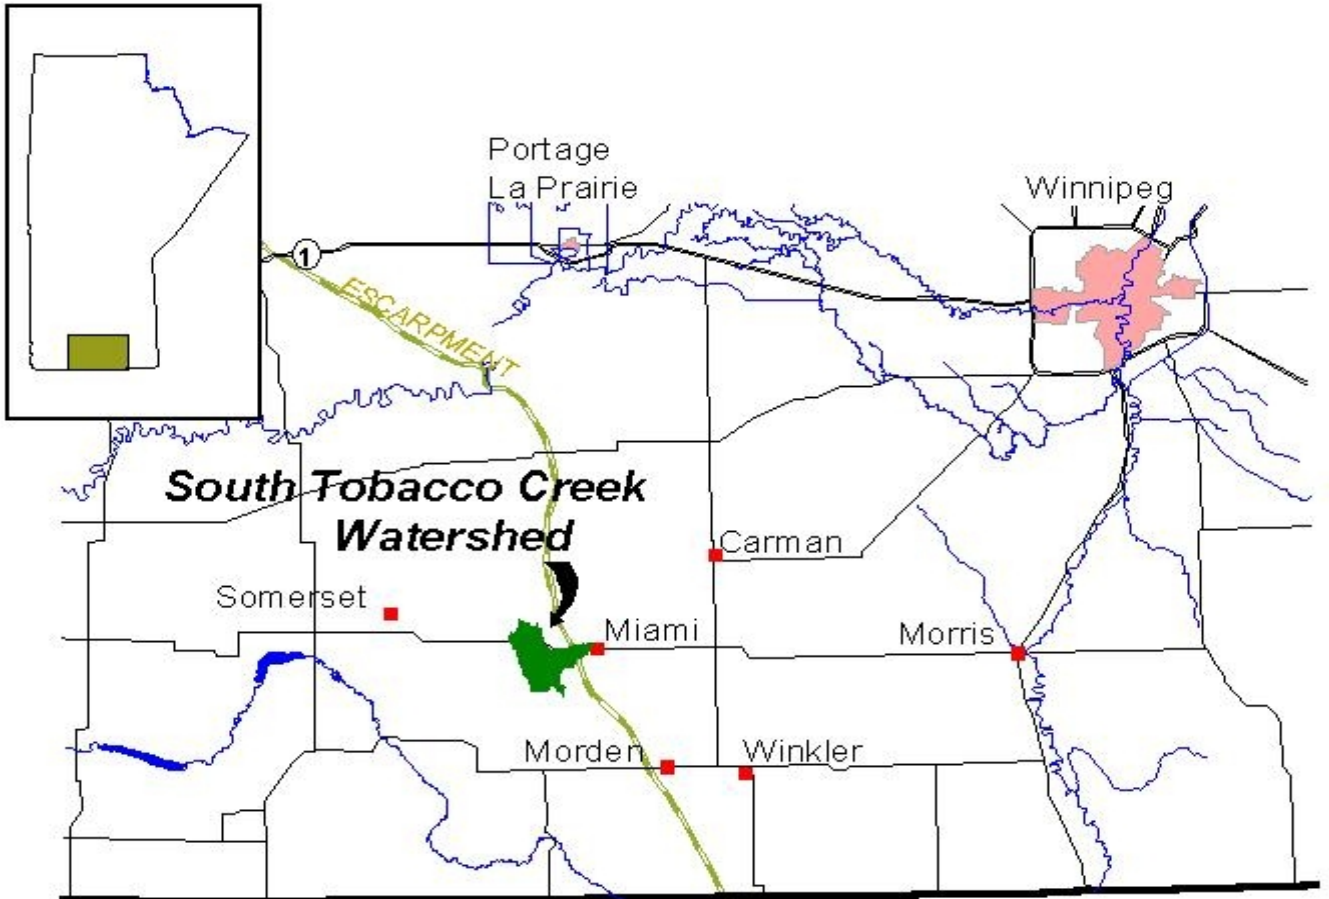 Portage
La Prairie
Winnipeg
1
ESCARPMENT
South Tobacco Creek
Watershed
Carman
Somerset
Miami
Morris
Morden
Winkler